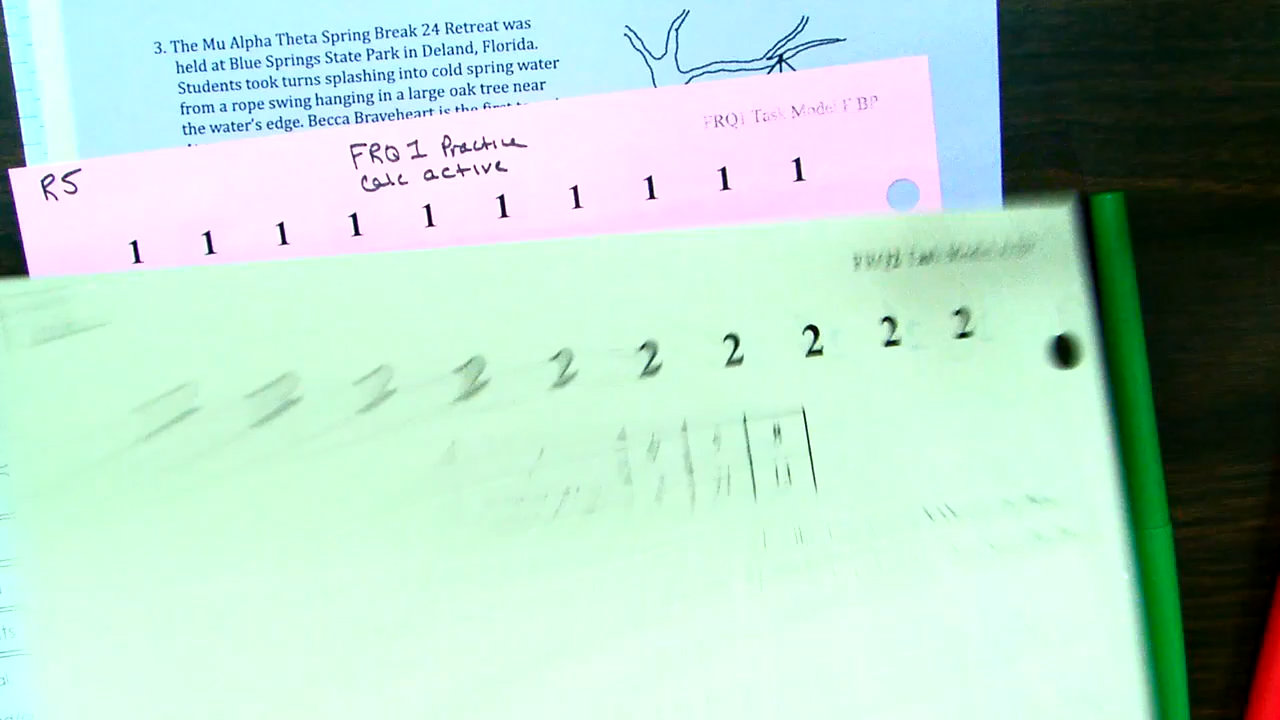 3. The Mu Alpha Theta Spring Break 24 Retreat was
held at Blue Springs State Park in Deland, Florida.
Students took turns splashing into cold spring water
from a rope swing hanging in a large oak tree near
the water's edge. Becca Braveheart is the first
FRQ1 Task Model F BP
R5
FRQ 1 Practice
Calc active
1 1 1 1 1 1 1 1 1 1
2 2 2 2 2 2 2 2 2 2